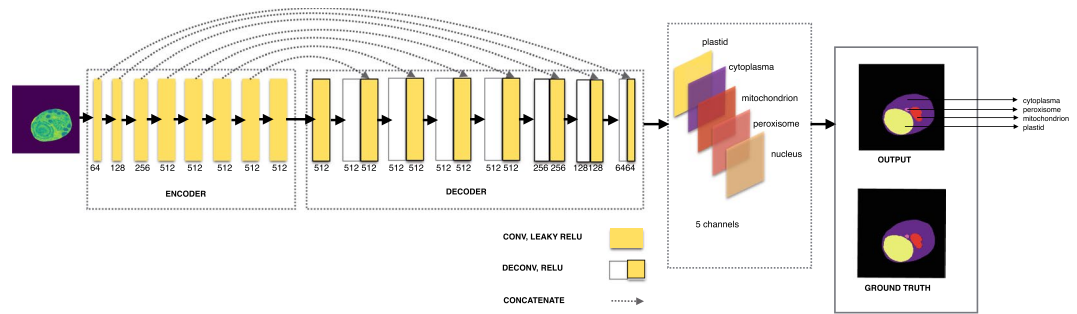 plastid
cytoplasma
mitochondrion
peroxisome
nucleus
5 channels
64 128 256 512 512 512 512 512
ENCODER
512 512 512 512 512 512 512 512 512 256 256 128 128 64 64
DECODER
cytoplasma
peroxisome
mitochondrion
plastid
OUTPUT
GROUND TRUTH
CONV, LEAKY RELU
DECONV, RELU
CONCATENATE